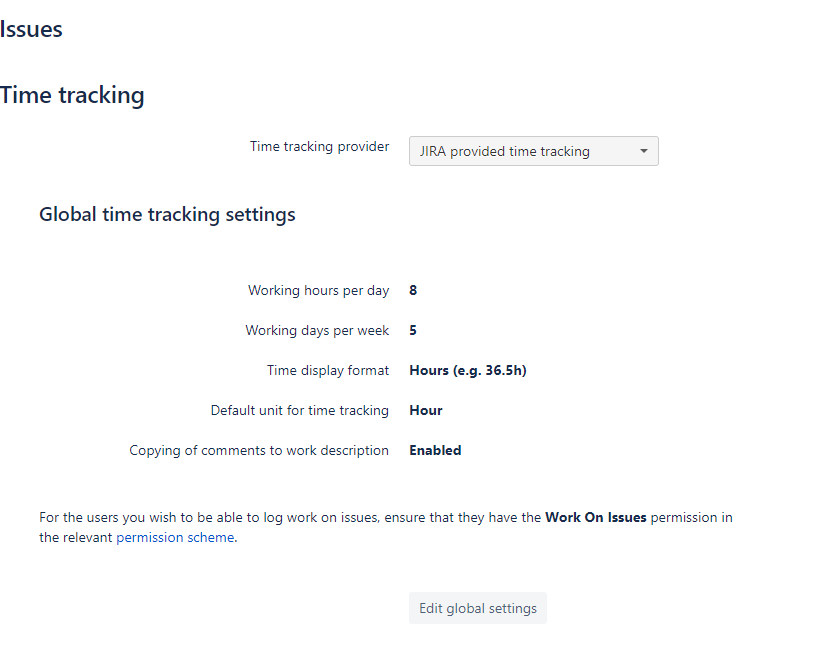 Issues
Time tracking
Time tracking provider JIRA provided time tracking
Global time tracking settings
Working hours per day 8
Working days per week 5
Time display format Hours (e.g. 36.5h)
Default unit for time tracking Hour
Copying of comments to work description Enabled
For the users you wish to be able to log work on issues, ensure that they have the Work On Issues permission in
the relevant permission scheme.
Edit global settings